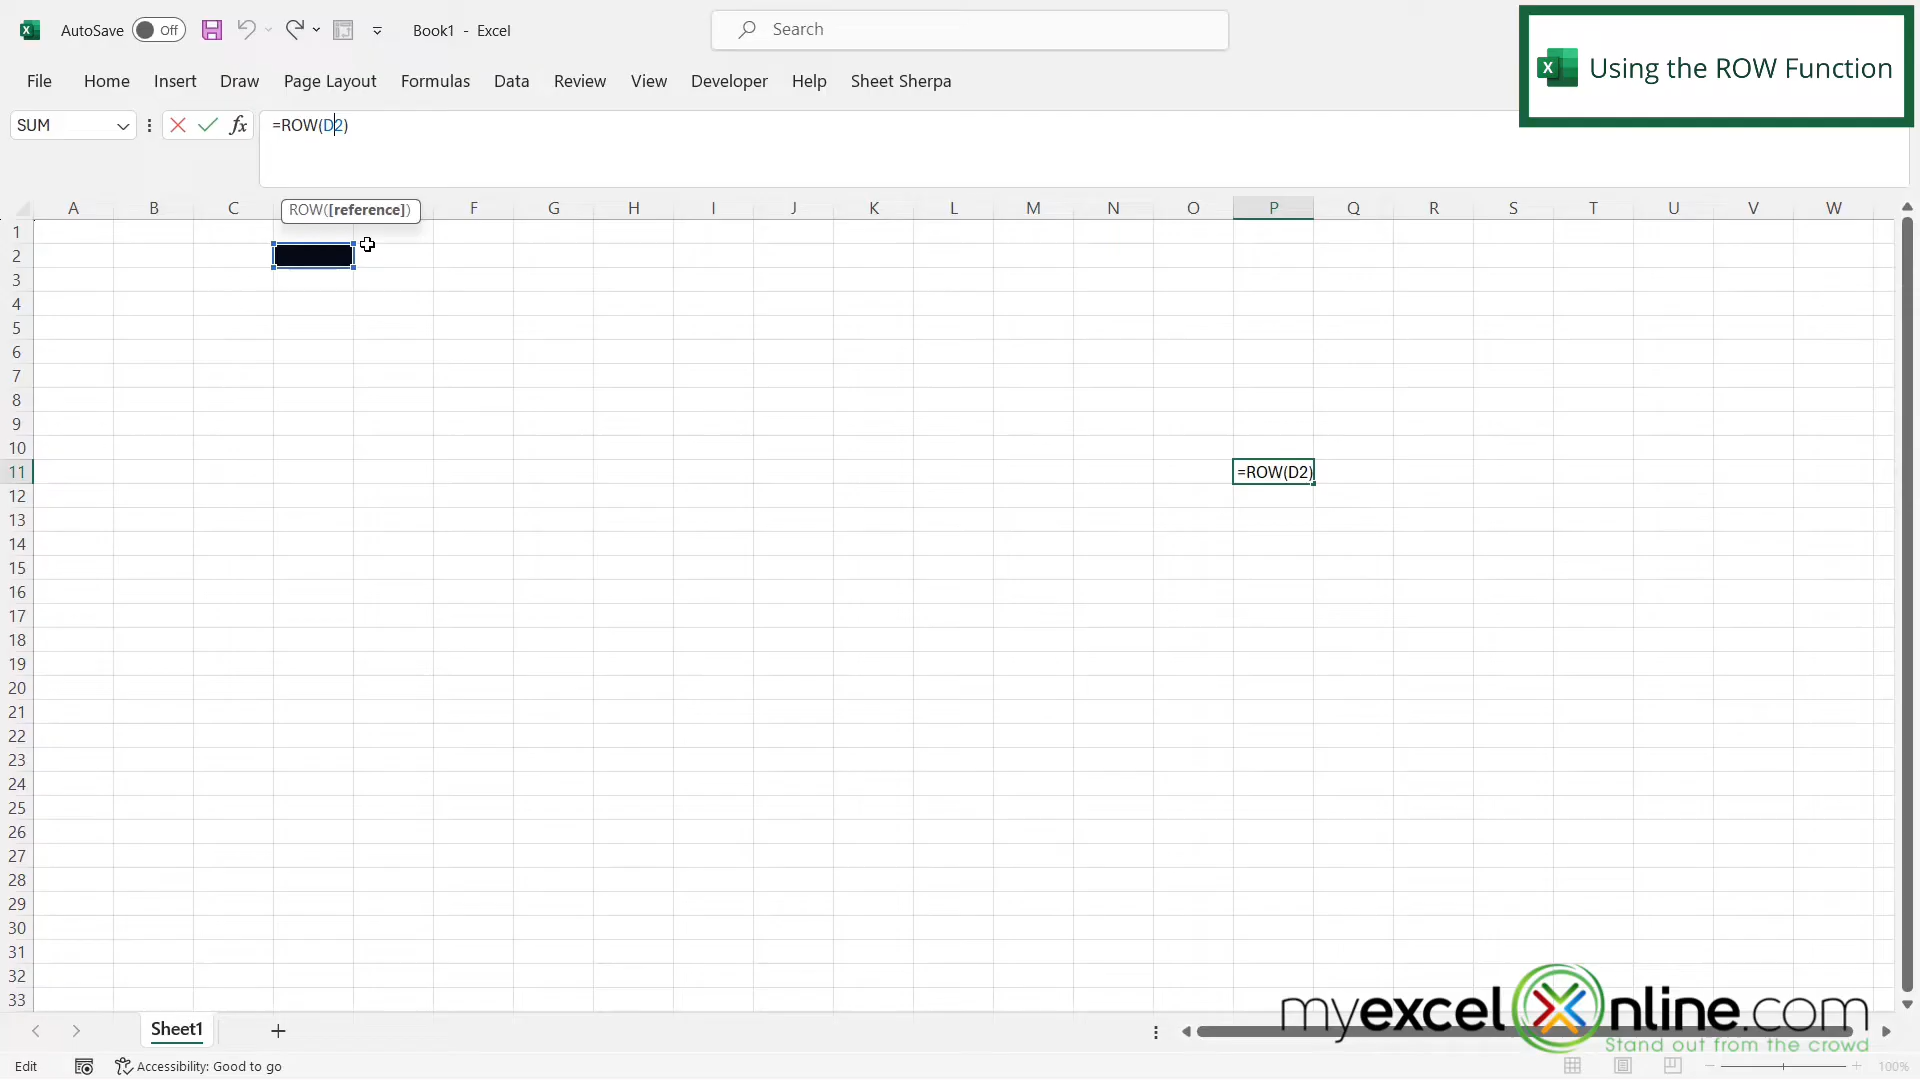 AutoSave Off Book1 - Excel Search
Using the ROW Function
File Home Insert Draw Page Layout Formulas Data Review View Developer Help Sheet Sherpa
SUM fx =ROW(D2)
ROW([reference])
A B C F G H I J K L M N O P Q R S T U V W
1
2
3
4
5
6
7
8
9
10
11 =ROW(D2)
12
13
14
15
16
17
18
19
20
21
22
23
24
25
26
27
28
29
30
31
32
33
myexcelonline.com
Stand out from the crowd
Sheet1
Edit Accessibility: Good to go 100%